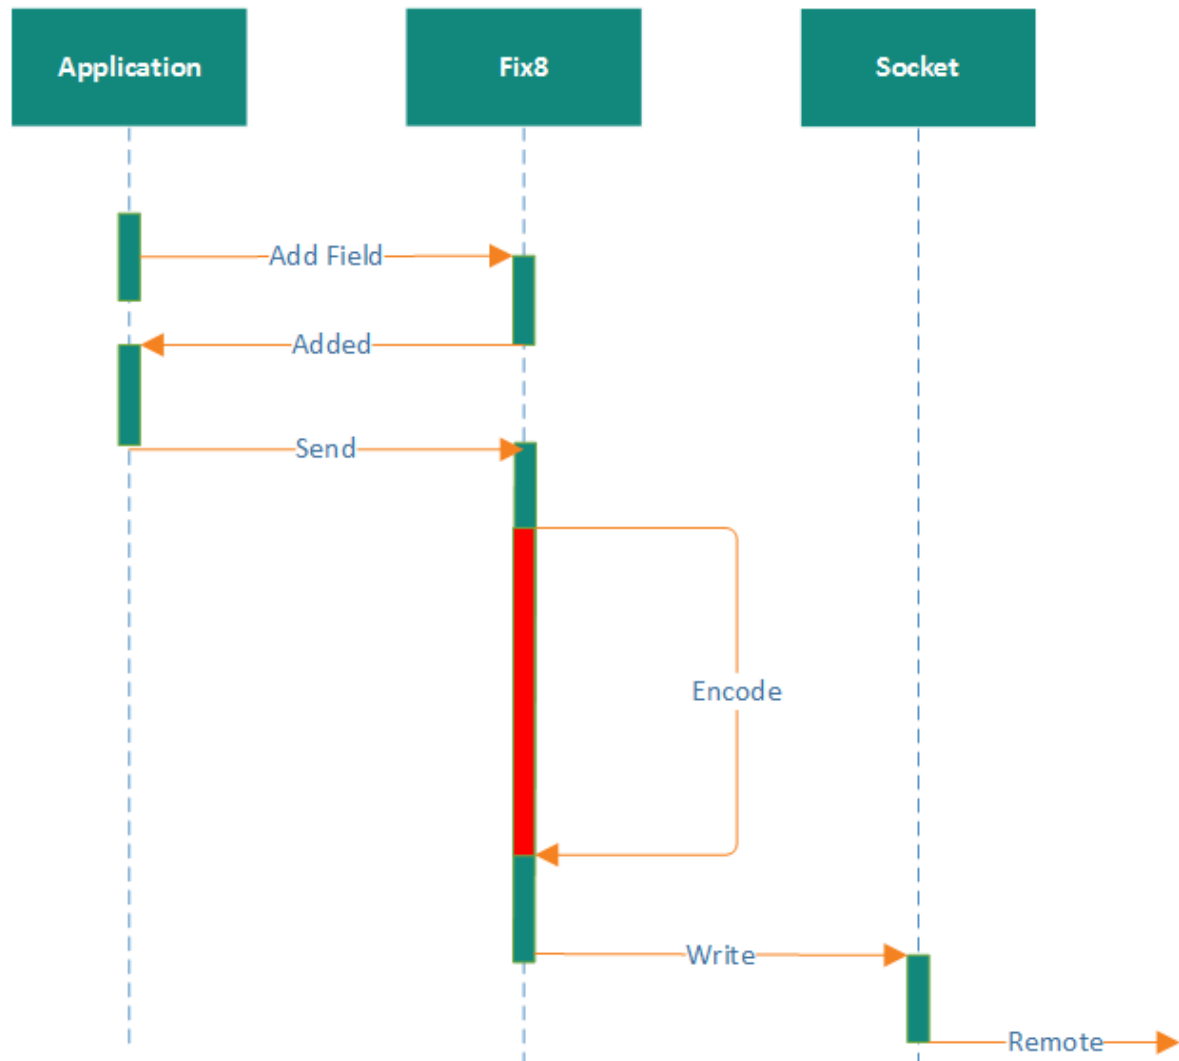 Application
Fix8
Socket
Add Field
Added
Send
Encode
Write
Remote